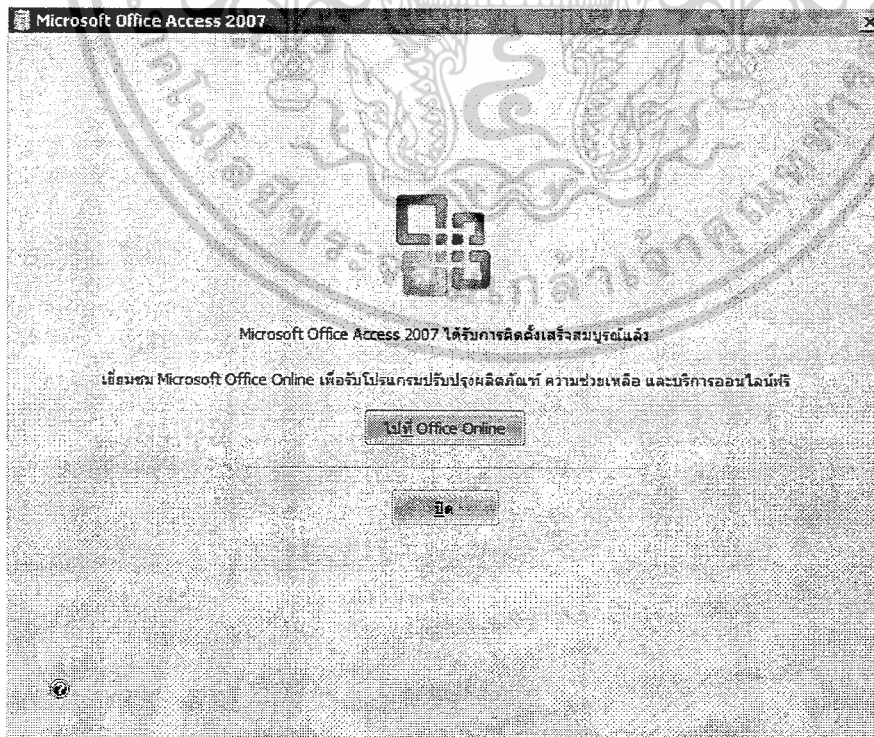 Microsoft Office Access 2007
Microsoft Office Access 2007 ได้รับการติดตั้งเสร็จสมบูรณ์แล้ว
เยี่ยมชม Microsoft Office Online เพื่อรับโปรแกรมปรับปรุงผลิตภัณฑ์ ความช่วยเหลือ และบริการออนไลน์ฟรี
ไปที่ Office Online
ปิด